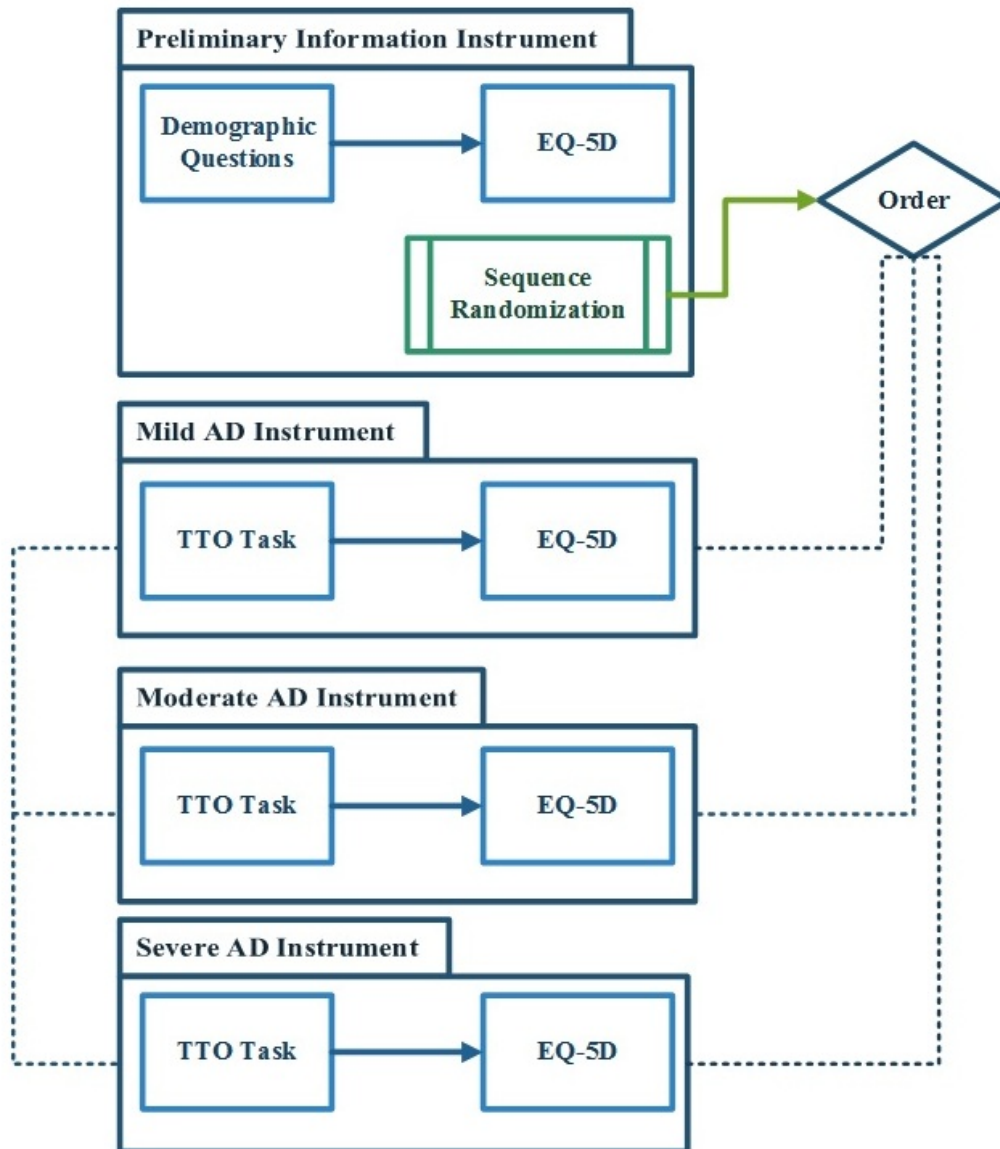 Preliminary Information Instrument
Demographic
Questions
EQ-5D
Order
Sequence
Randomization
Mild AD Instrument
TTO Task
EQ-5D
Moderate AD Instrument
TTO Task
EQ-5D
Severe AD Instrument
TTO Task
EQ-5D